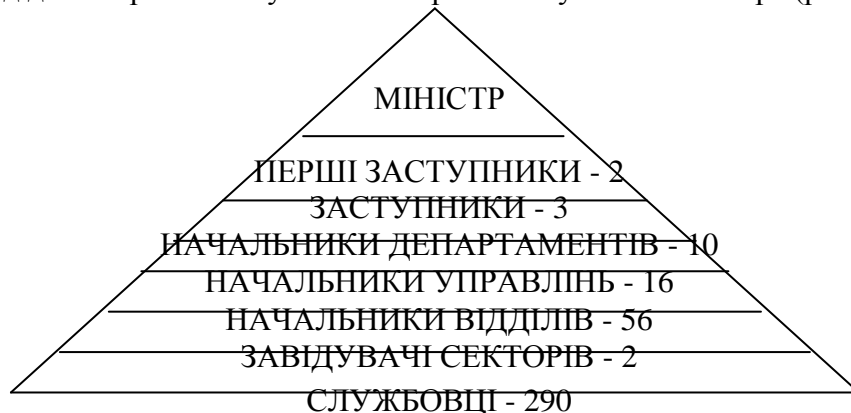 МІНІСТР
ПЕРШІ ЗАСТУПНИКИ - 2
ЗАСТУПНИКИ - 3
НАЧАЛЬНИКИ ДЕПАРТАМЕНТІВ - 10
НАЧАЛЬНИКИ УПРАВЛІНЬ - 16
НАЧАЛЬНИКИ ВІДДІЛІВ - 56
ЗАВІДУВАЧІ СЕКТОРІВ - 2
СЛУЖБОВЦІ - 290